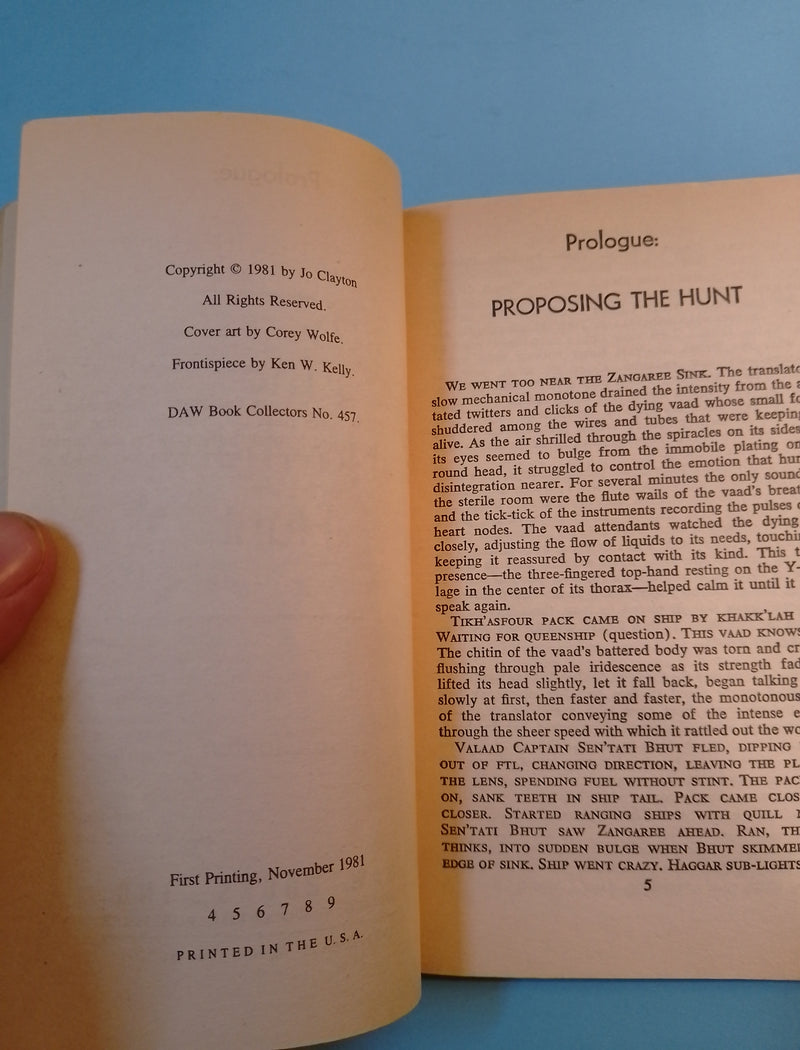 Copyright © 1981 by Jo Clayton
All Rights Reserved.
Cover art by Corey Wolfe.
Frontispiece by Ken W. Kelly.
DAW Book Collectors No. 457.
First Printing, November 1981
4 5 6 7 8 9
PRINTED IN THE U.S.A.
Prologue:
PROPOSING THE HUNT
WE WENT TOO NEAR THE ZANGAREE SINK. The
slow mechanical monotone drained the intensity from the
tated twitters and clicks of the dying vaad whose small
shuddered among the wires and tubes that were keeping
alive. As the air shrilled through the spiracles on its sides
its eyes seemed to bulge from the immobile plating
round head, it struggled to control the emotion that
disintegration nearer. For several minutes the only
the sterile room were the flute wails of the vaad's
and the tick-tick of the instruments recording the pulses
heart nodes. The vaad attendants watched the dying
closely, adjusting the flow of liquids to its needs,
keeping it reassured by contact with its kind. This
presence—the three-fingered top-hand resting on the Y-
lage in the center of its thorax—helped calm it until it
speak again.
TIKH'ASFOUR PACK CAME ON SHIP BY KHAKK'LAH
WAITING FOR QUEENSHIP (question). THIS VAAD KNOWS
The chitin of the vaad's battered body was torn and
flushing through pale iridescence as its strength
lifted its head slightly, let it fall back, began talking
slowly at first, then faster and faster, the monotonous
of the translator conveying some of the intense
through the sheer speed with which it rattled out the
VALAAD CAPTAIN SEN'TATI BHUT FLED, DIPPING
OUT OF FTL, CHANGING DIRECTION, LEAVING THE
THE LENS, SPENDING FUEL WITHOUT STINT. THE
ON, SANK TEETH IN SHIP TAIL. PACK CAME
CLOSER. STARTED RANGING SHIPS WITH QUILL
SEN'TATI BHUT SAW ZANGAREE AHEAD. RAN,
THINKS, INTO SUDDEN BULGE WHEN BHUT
EDGE OF SINK. SHIP WENT CRAZY. HAGGAR SUB-LIGHTS
5